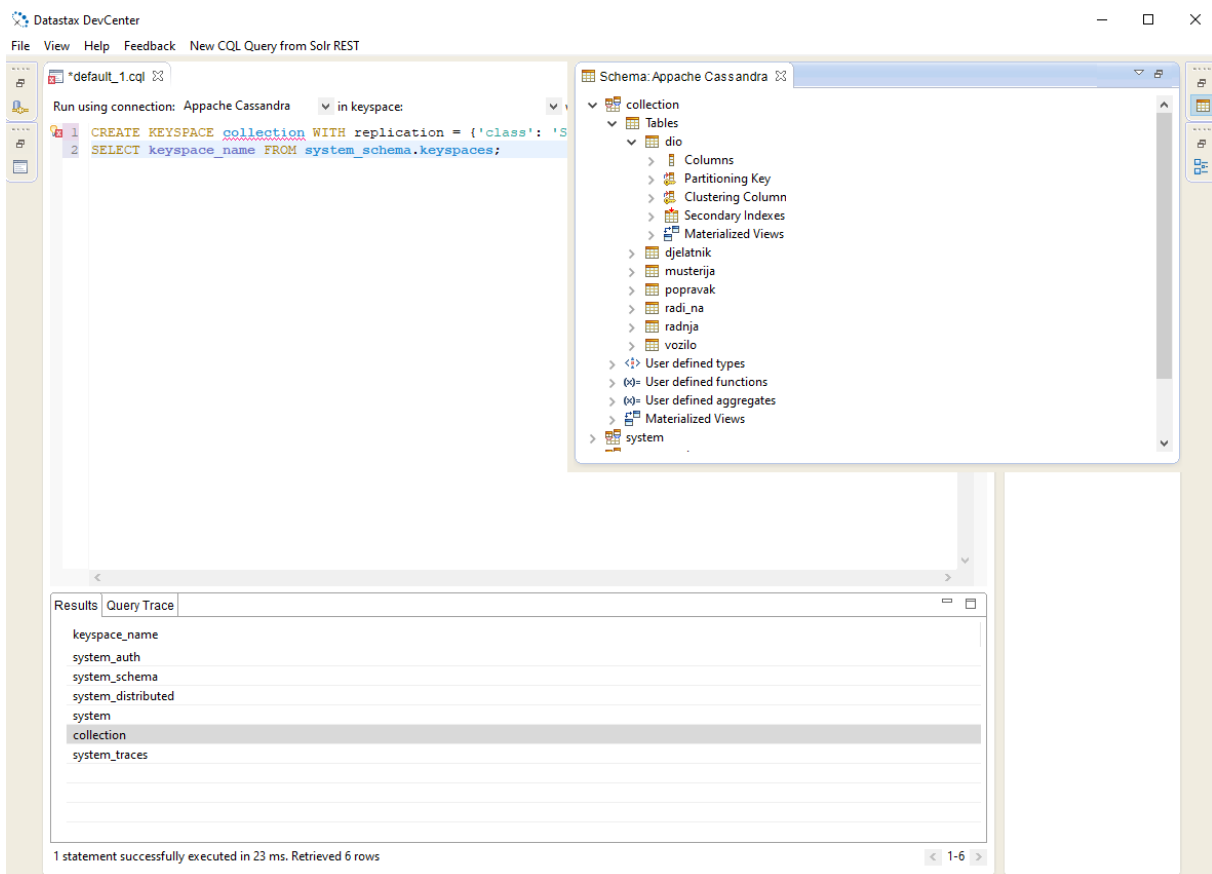 Datastax DevCenter
File View Help Feedback New CQL Query from Solr REST
*default_1.cql
Run using connection: Appache Cassandra in keyspace:
1 CREATE KEYSPACE collection WITH replication = {'class': 'S
2 SELECT keyspace_name FROM system_schema.keyspaces;
Schema: Appache Cassandra
collection
Tables
dio
Columns
Partitioning Key
Clustering Column
Secondary Indexes
Materialized Views
djelatnik
musterija
popravak
radi_na
radnja
vozilo
User defined types
(x)= User defined functions
(x)= User defined aggregates
Materialized Views
system
Results Query Trace
keyspace_name
system_auth
system_schema
system_distributed
system
collection
system_traces
1 statement successfully executed in 23 ms. Retrieved 6 rows
< 1-6 >